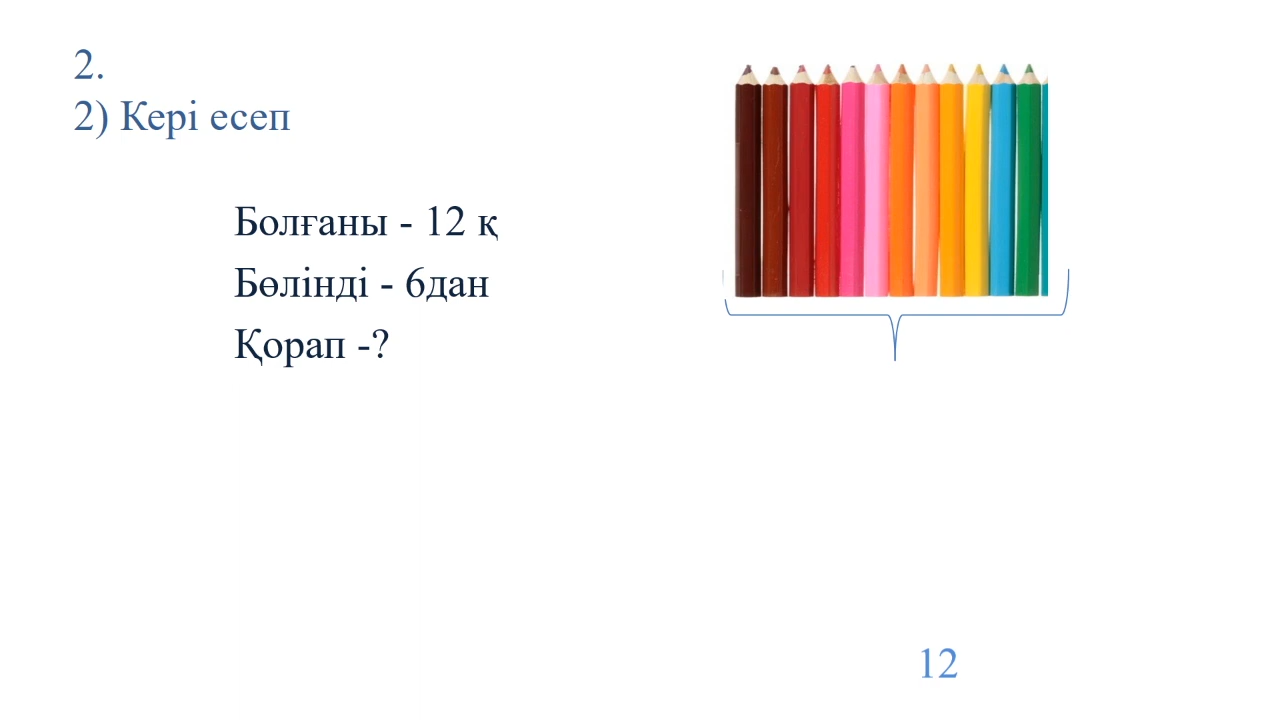 2.
2) Кері есеп
Болғаны - 12 қ
Бөлінді - 6дан
Қорап -?
12